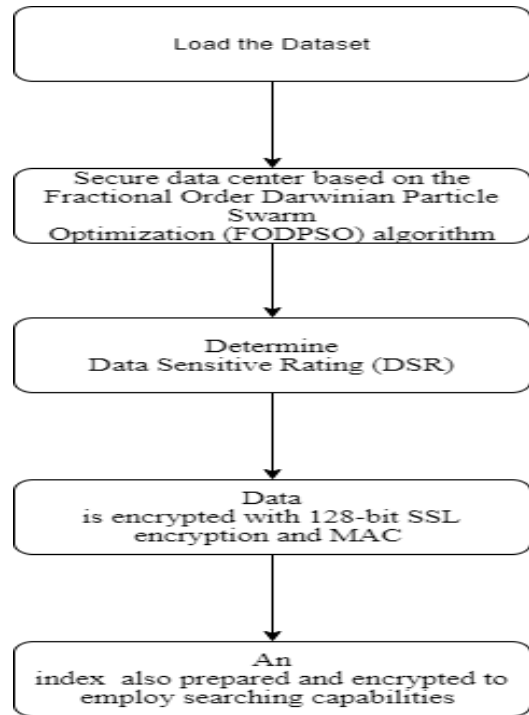 Load the Dataset
Secure data center based on the
Fractional Order Darwinian Particle
Swarm
Optimization (FODPSO) algorithm
Determine
Data Sensitive Rating (DSR)
Data
is encrypted with 128-bit SSL
encryption and MAC
An
index also prepared and encrypted to
employ searching capabilities